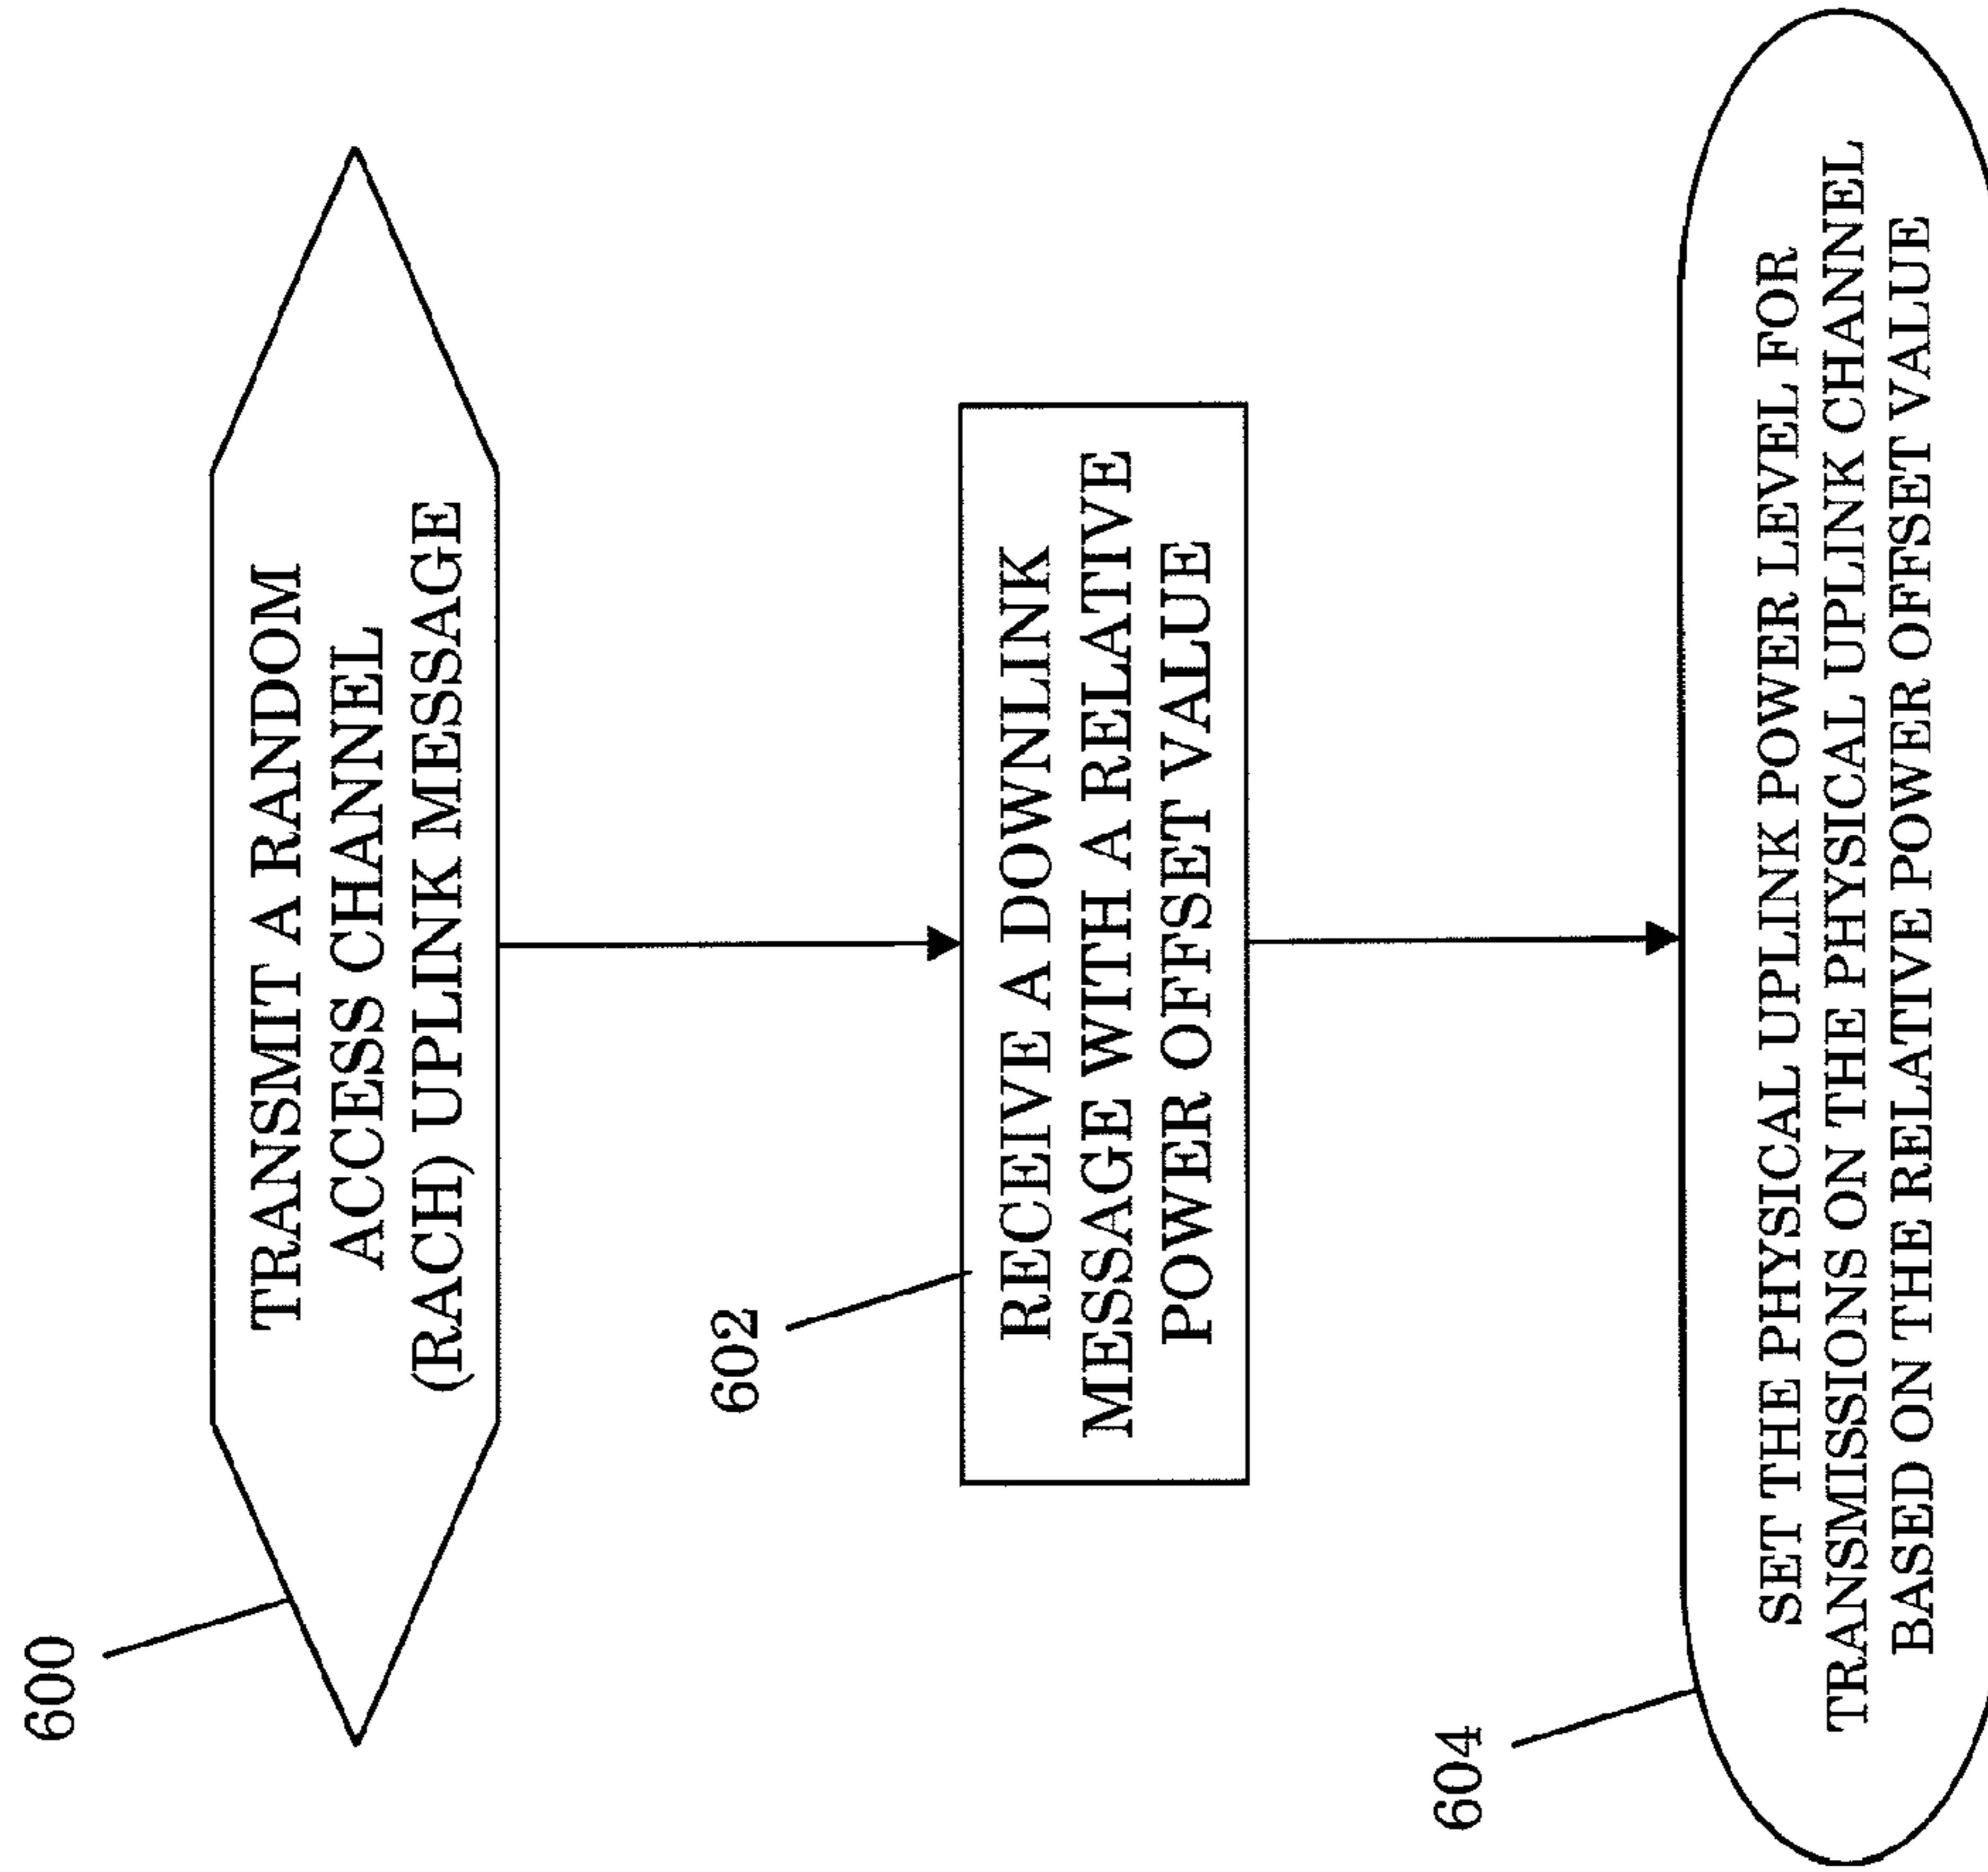 600
TRANSMIT A RANDOM
ACCESS CHANNEL
(RACH) UPLINK MESSAGE
602
RECEIVE A DOWNLINK
MESSAGE WITH A RELATIVE
POWER OFFSET VALUE
604
SET THE PHYSICAL UPLINK POWER LEVEL FOR
TRANSMISSIONS ON THE PHYSICAL UPLINK CHANNEL
BASED ON THE RELATIVE POWER OFFSET VALUE